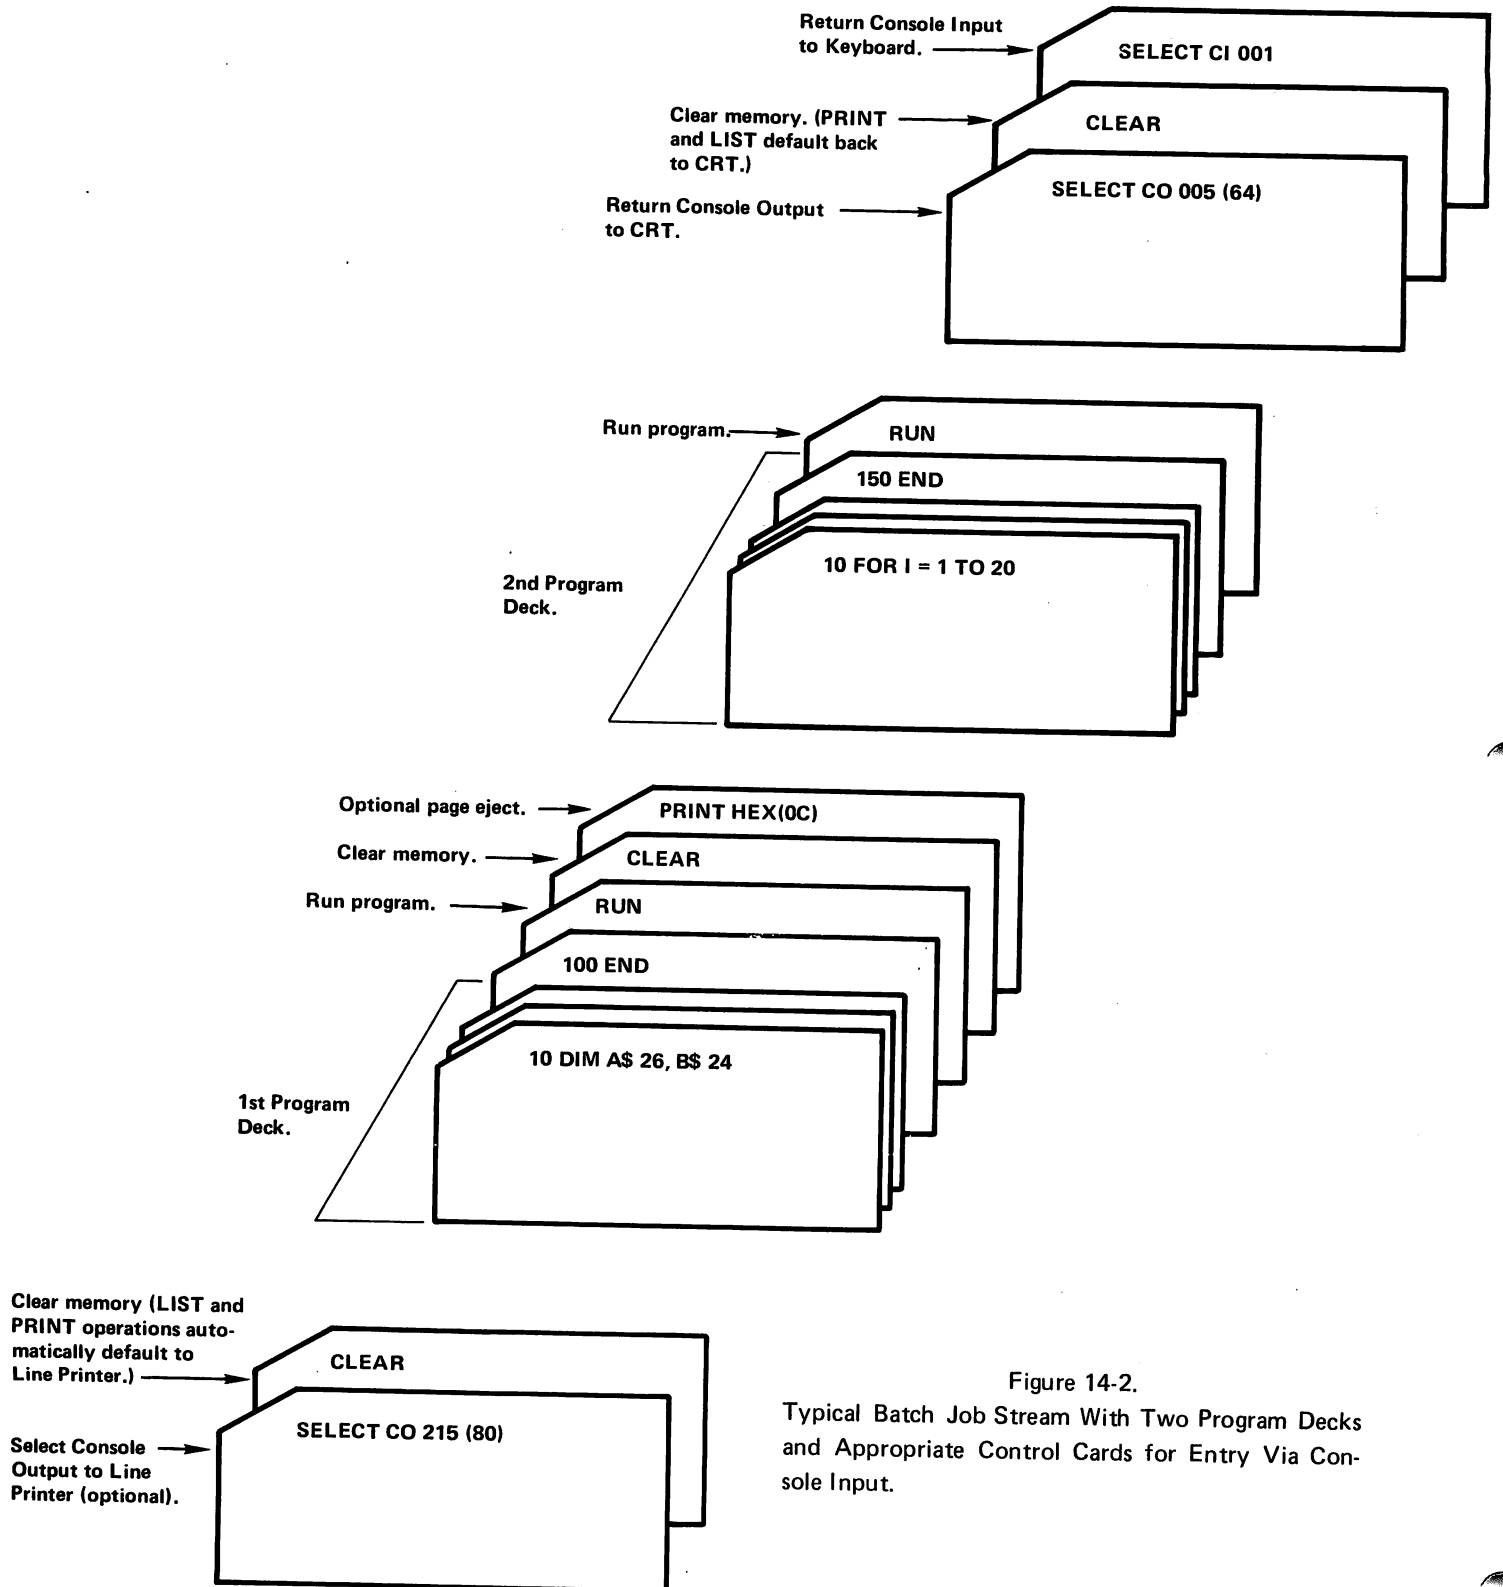 Return Console Input
to Keyboard.
SELECT CI 001
Clear memory. (PRINT
and LIST default back
to CRT.)
CLEAR
Return Console Output
to CRT.
SELECT CO 005 (64)
Run program.
RUN
150 END
10 FOR I = 1 TO 20
2nd Program
Deck.
Optional page eject.
PRINT HEX(0C)
Clear memory.
CLEAR
Run program.
RUN
100 END
10 DIM A$ 26, B$ 24
1st Program
Deck.
Clear memory (LIST and
PRINT operations auto-
matically default to
Line Printer.)
CLEAR
Select Console
Output to Line
Printer (optional).
SELECT CO 215 (80)
Figure 14-2.
Typical Batch Job Stream With Two Program Decks
and Appropriate Control Cards for Entry Via Con-
sole Input.